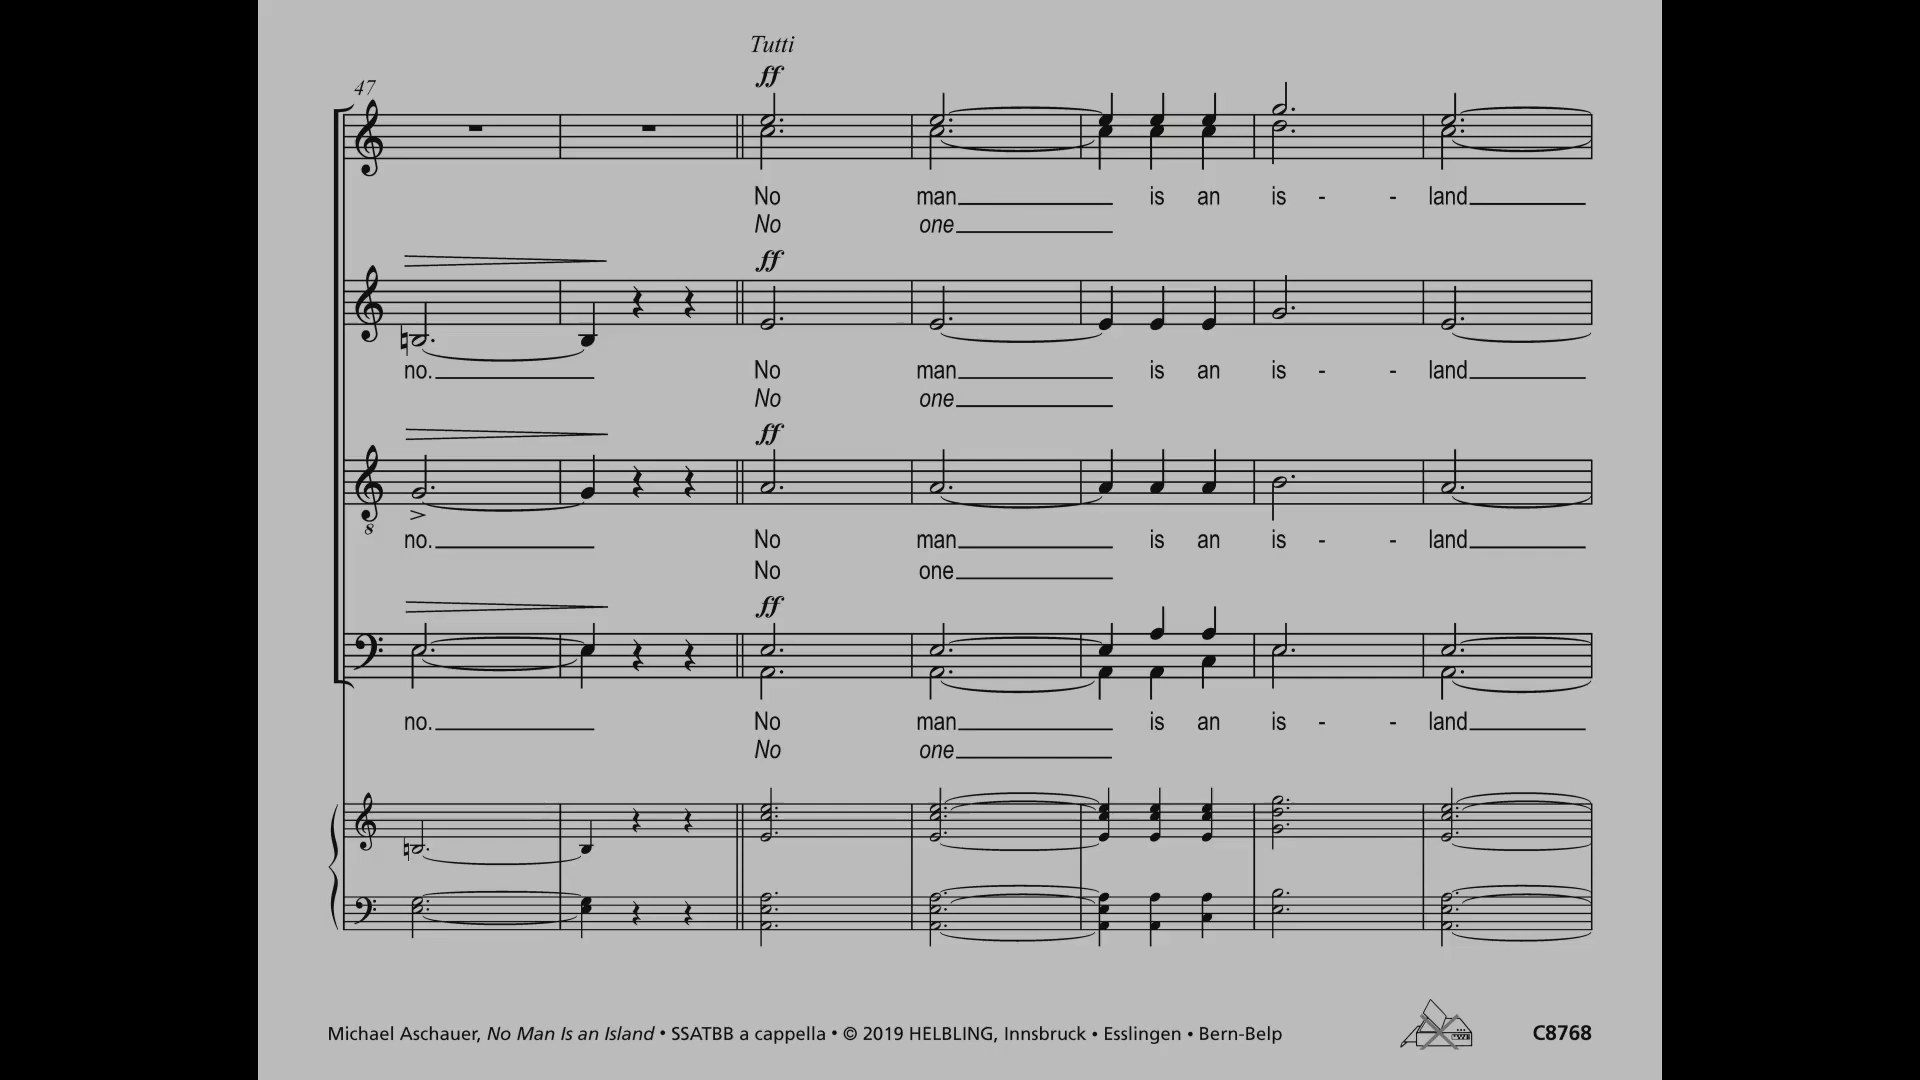 Tutti
ff
47
No man is an is - - land
No one
ff
no. No man is an is - - land
No one
ff
8
no. No man is an is - - land
No one
ff
no. No man is an is - - land
No one
Michael Aschauer, No Man Is an Island • SSATBB a cappella • © 2019 HELBLING, Innsbruck • Esslingen • Bern-Belp C8768